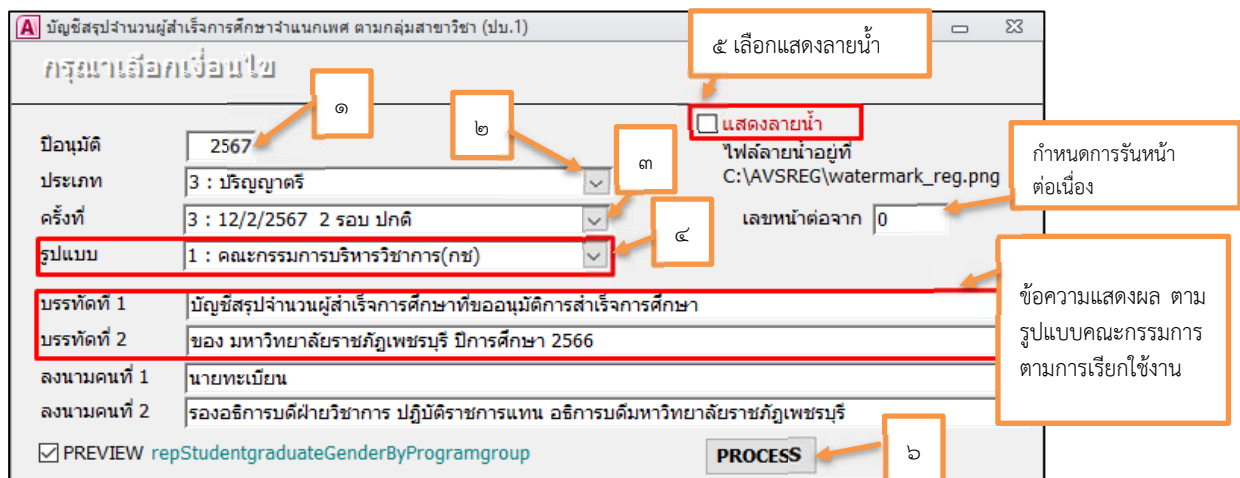 บัญชีสรุปจำนวนผู้สำเร็จการศึกษาจำแนกเพศ ตามกลุ่มสาขาวิชา (ปบ.1)
๕ เลือกแสดงลายน้ำ
กรุณาเลือกเงื่อนไข
๑
๒
๓
๔
แสดงลายน้ำ
ไฟล์ลายน้ำอยู่ที่
C:\AVSREG\watermark_reg.png
กำหนดการรันหน้า
ต่อเนื่อง
ปีอนุมัติ 2567
ประเภท 3 : ปริญญาตรี
ครั้งที่ 3 : 12/2/2567 2 รอบ ปกติ
เลขหน้าต่อจาก 0
รูปแบบ 1 : คณะกรรมการบริหารวิชาการ(กช)
บรรทัดที่ 1 บัญชีสรุปจำนวนผู้สำเร็จการศึกษาที่ขออนุมัติการสำเร็จการศึกษา
บรรทัดที่ 2 ของ มหาวิทยาลัยราชภัฏเพชรบุรี ปีการศึกษา 2566
ข้อความแสดงผล ตาม
รูปแบบคณะกรรมการ
ตามการเรียกใช้งาน
ลงนามคนที่ 1 นายทะเบียน
ลงนามคนที่ 2 รองอธิการบดีฝ่ายวิชาการ ปฏิบัติราชการแทน อธิการบดีมหาวิทยาลัยราชภัฏเพชรบุรี
PREVIEW repStudentgraduateGenderByProgramgroup
PROCESS
๖